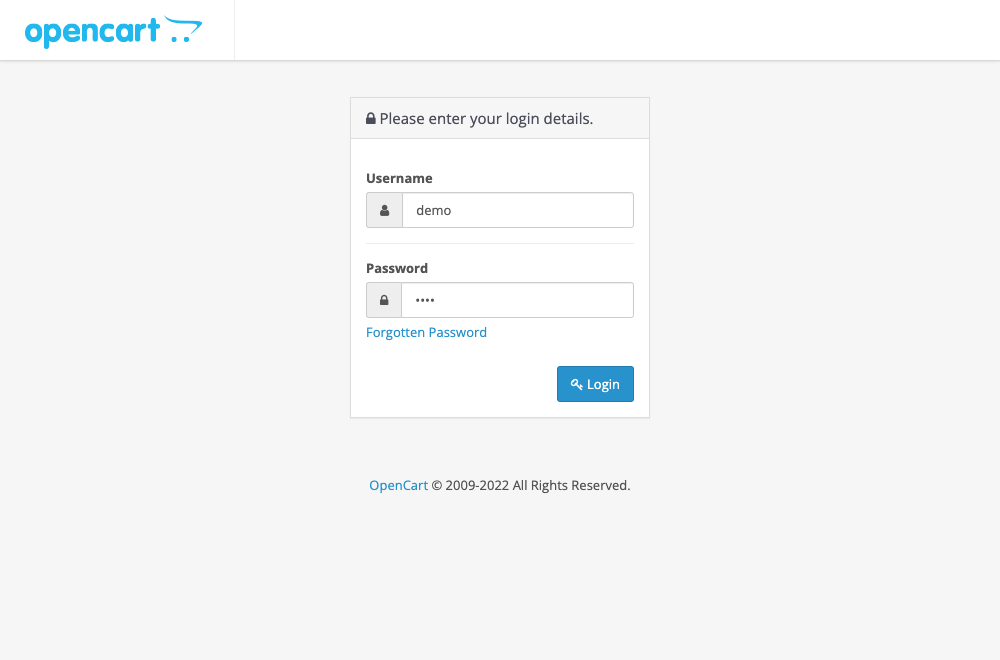 opencart
Please enter your login details.
Username
demo
Password
••••
Forgotten Password
Login
OpenCart © 2009-2022 All Rights Reserved.